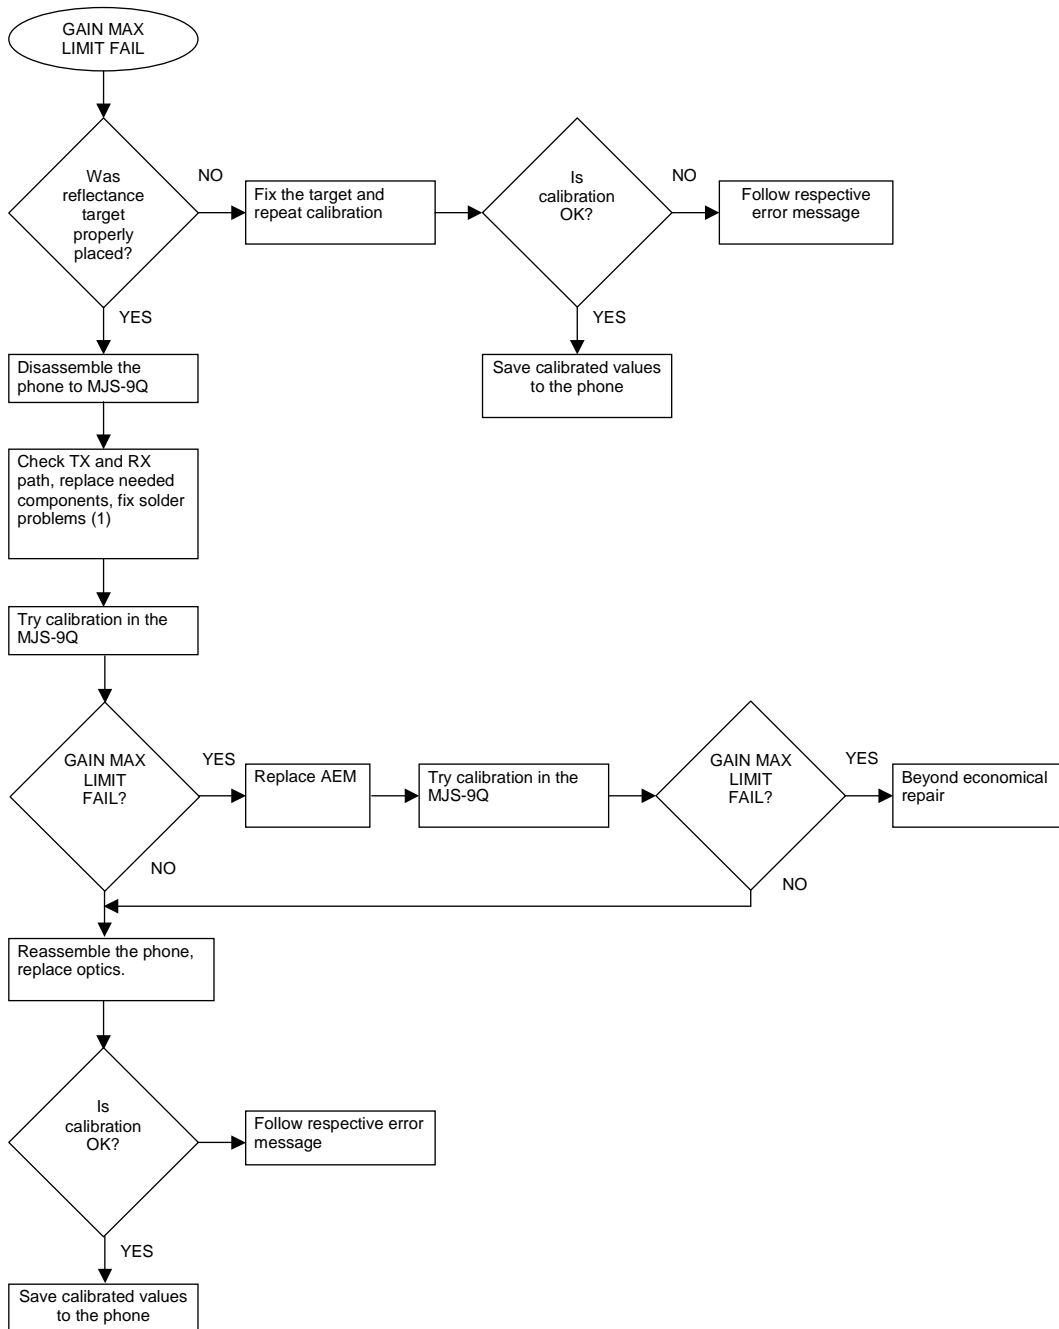 GAIN MAX
LIMIT FAIL
Was
reflectance
target
properly
placed?
NO
Fix the target and
repeat calibration
Is
calibration
OK?
NO
Follow respective
error message
YES
YES
Disassemble the
phone to MJS-9Q
Save calibrated values
to the phone
Check TX and RX
path, replace needed
components, fix solder
problems (1)
Try calibration in the
MJS-9Q
GAIN MAX
LIMIT
FAIL?
YES
Replace AEM
Try calibration in the
MJS-9Q
GAIN MAX
LIMIT
FAIL?
YES
Beyond economical
repair
NO
NO
Reassemble the phone,
replace optics.
Is
calibration
OK?
Follow respective error
message
YES
Save calibrated values
to the phone